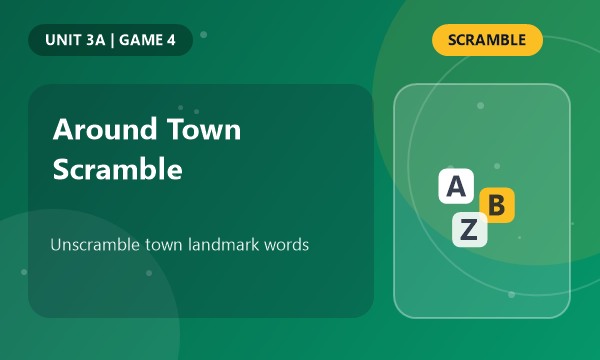 UNIT 3A | GAME 4
SCRAMBLE
Around Town
Scramble
Unscramble town landmark words
A
B
Z